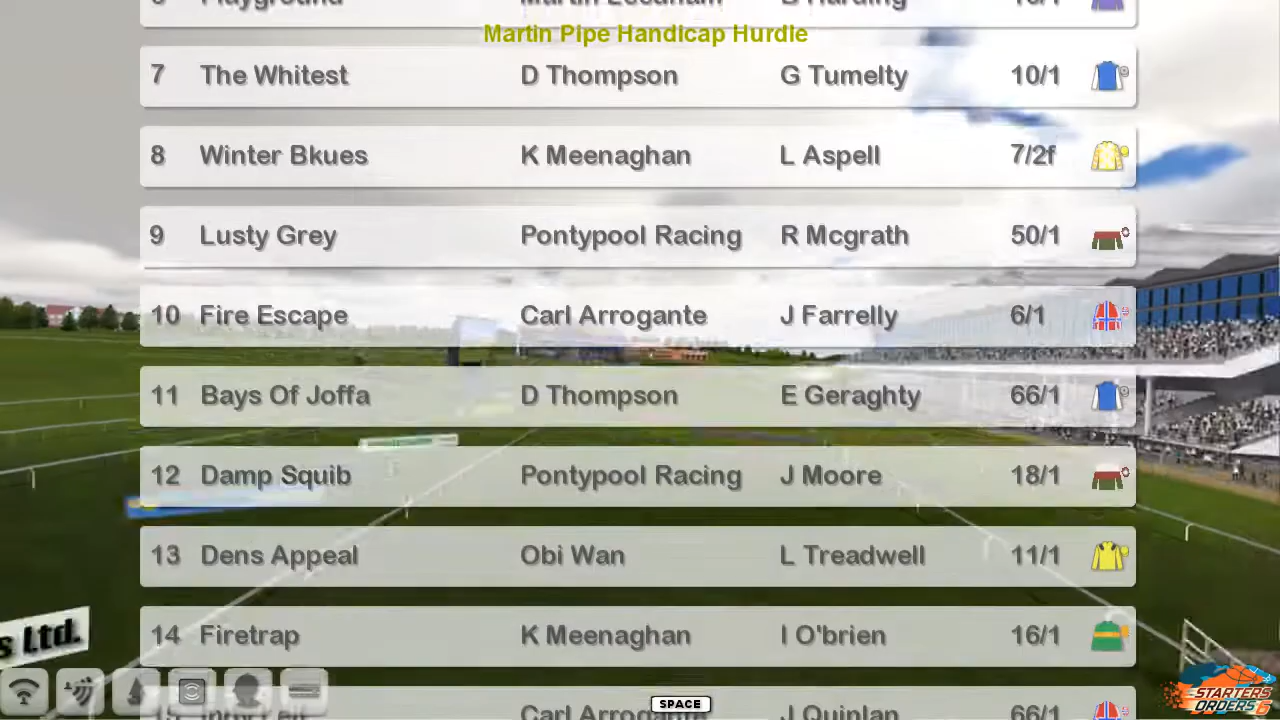 Martin Pipe Handicap Hurdle
7 The Whitest D Thompson G Tumelty 10/1
8 Winter Bkues K Meenaghan L Aspell 7/2f
9 Lusty Grey Pontypool Racing R Mcgrath 50/1
10 Fire Escape Carl Arrogante J Farrelly 6/1
11 Bays Of Joffa D Thompson E Geraghty 66/1
12 Damp Squib Pontypool Racing J Moore 18/1
13 Dens Appeal Obi Wan L Treadwell 11/1
14 Firetrap K Meenaghan I O'brien 16/1
s Ltd.
Carl Arrogante J Quinlan 66/1
SPACE
STARTERS
ORDERS 6